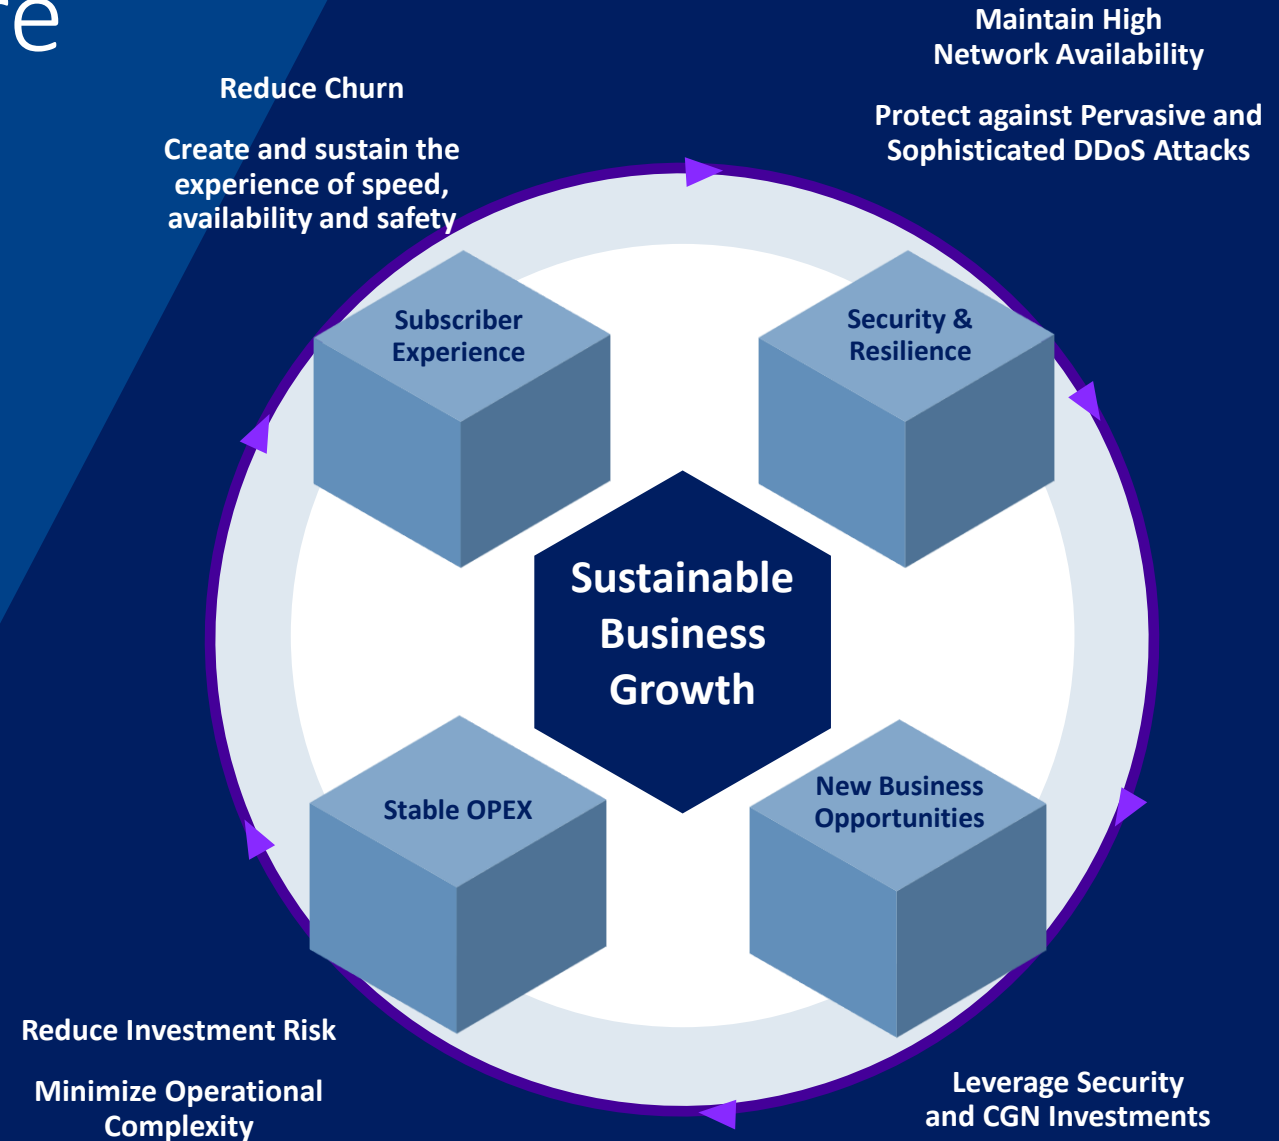 Reduce Churn
Create and sustain the
experience of speed,
availability and safety
Maintain High
Network Availability
Protect against Pervasive and
Sophisticated DDoS Attacks
Subscriber
Experience
Security &
Resilience
Sustainable
Business
Growth
Stable OPEX
New Business
Opportunities
Reduce Investment Risk
Minimize Operational
Complexity
Leverage Security
and CGN Investments